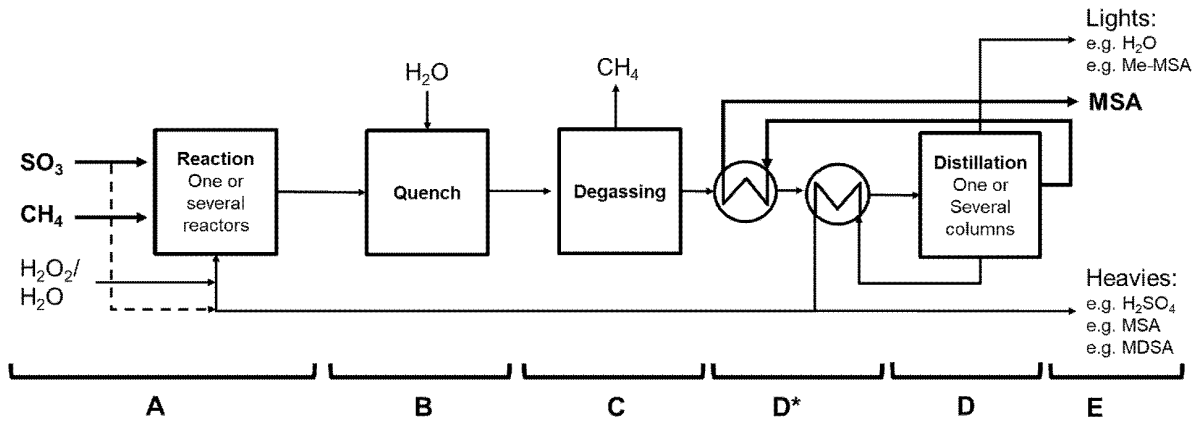 Lights:
e.g. H₂O
e.g. Me-MSA
MSA
H₂O
CH₄
SO₃
CH₄
H₂O₂/
H₂O
Reaction
One or
several
reactors
Quench
Degassing
Distillation
One or
Several
columns
Heavies:
e.g. H₂SO₄
e.g. MSA
e.g. MDSA
A
B
C
D*
D
E